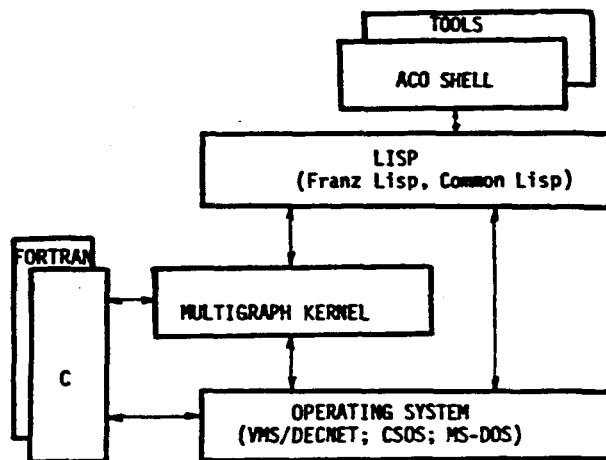 TOOLS
ACO SHELL
LISP
(Franz Lisp, Common Lisp)
FORTRAN
MULTIGRAPH KERNEL
C
OPERATING SYSTEM
(VMS/DECNET; CSOS; MS-DOS)